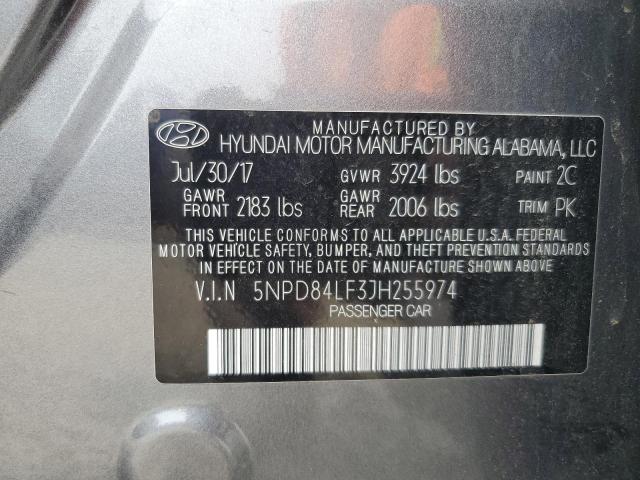 MANUFACTURED BY
HYUNDAI MOTOR MANUFACTURING ALABAMA, LLC
Jul/30/17 GVWR 3924 lbs PAINT 2C
GAWR FRONT 2183 lbs GAWR REAR 2006 lbs TRIM PK
THIS VEHICLE CONFORMS TO ALL APPLICABLE U.S.A. FEDERAL
MOTOR VEHICLE SAFETY, BUMPER, AND THEFT PREVENTION STANDARDS
IN EFFECT ON THE DATE OF MANUFACTURE SHOWN ABOVE.
V.I.N 5NPD84LF3JH255974
PASSENGER CAR